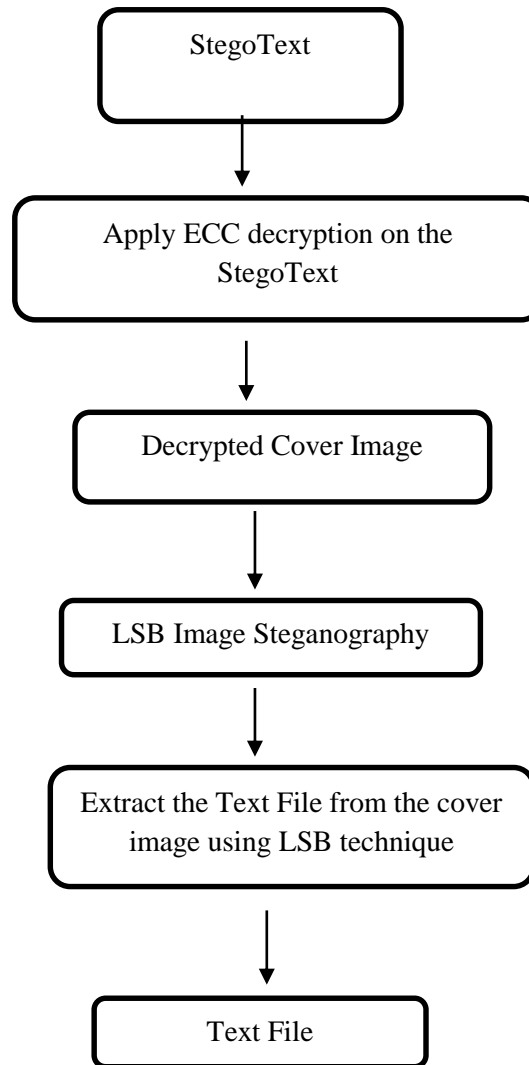 StegoText
Apply ECC decryption on the
StegoText
Decrypted Cover Image
LSB Image Steganography
Extract the Text File from the cover
image using LSB technique
Text File